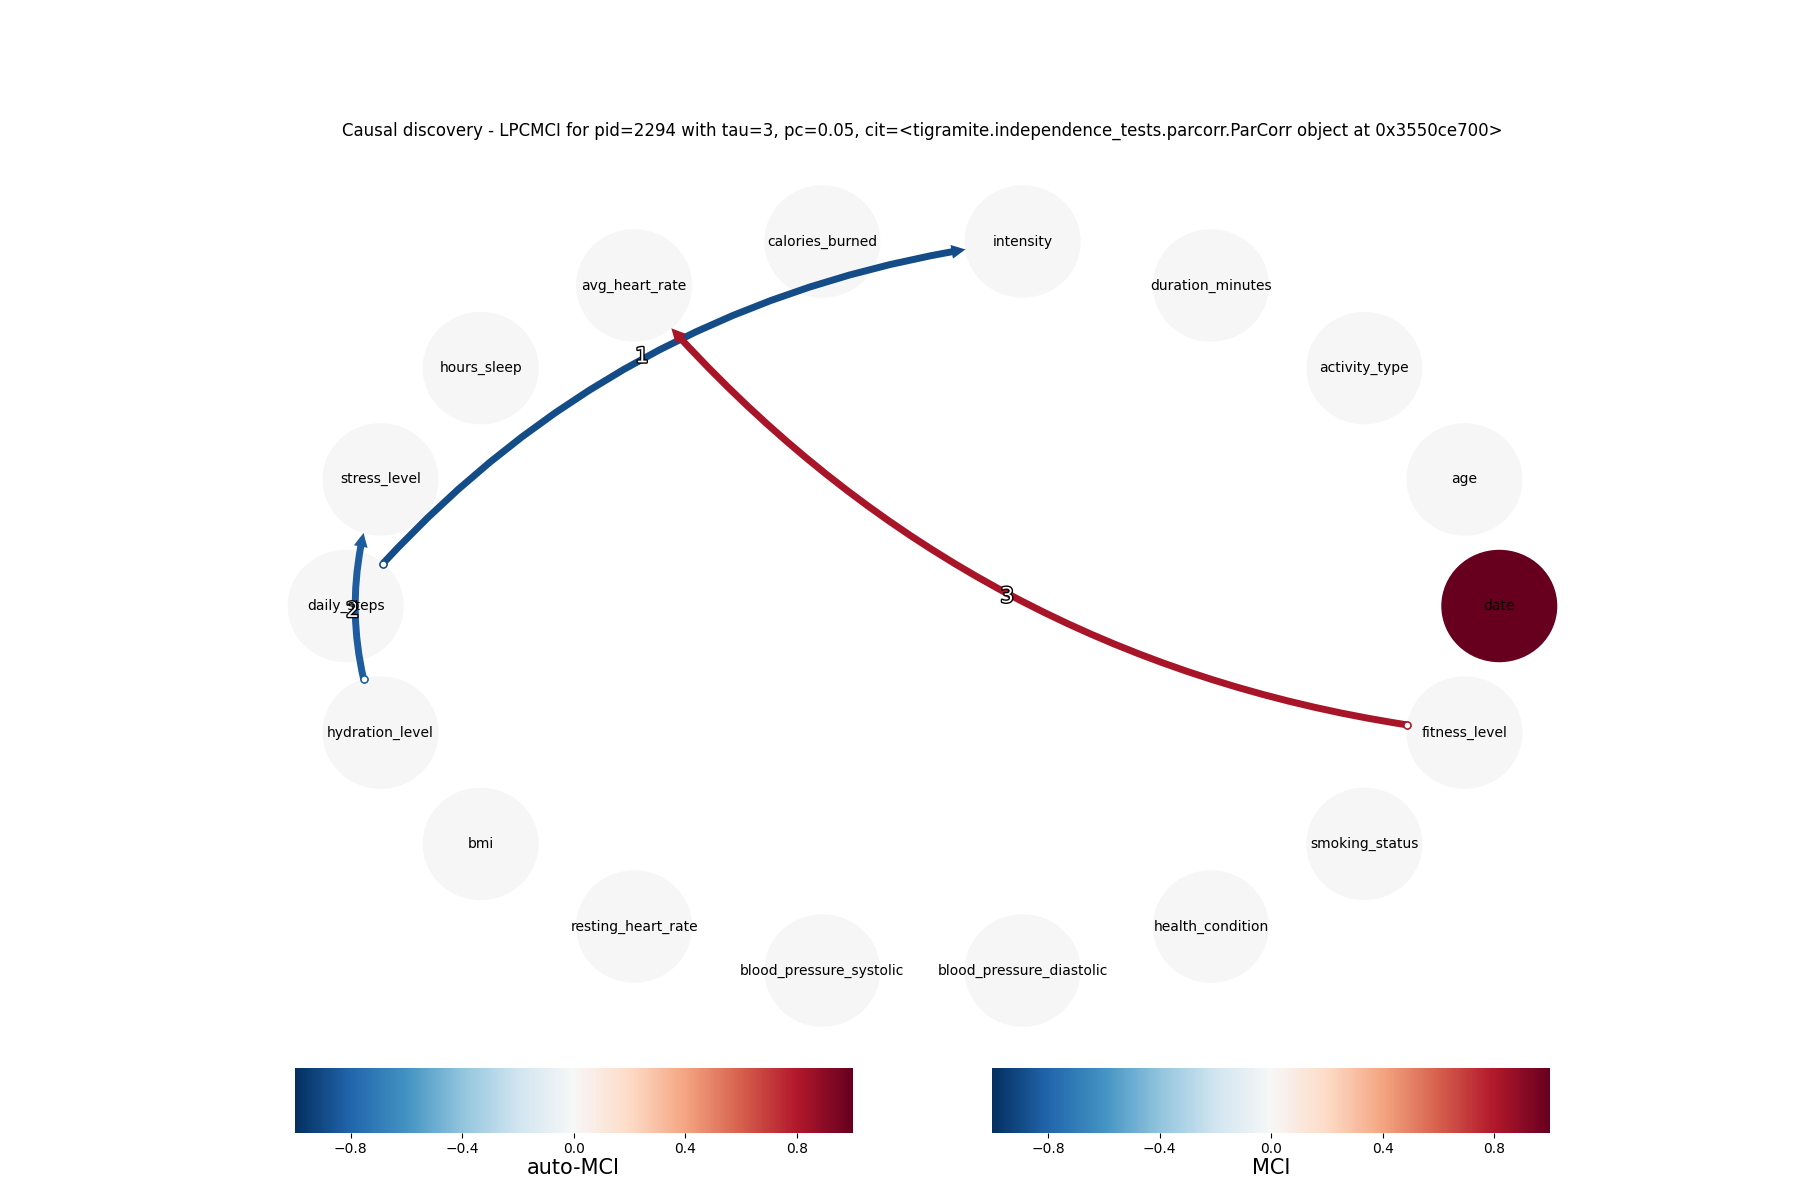 Causal discovery - LPCMCI for pid=2294 with tau=3, pc=0.05, cit=<tigramite.independence_tests.parcorr.ParCorr object at 0x3550ce700>
calories_burned
intensity
avg_heart_rate
duration_minutes
1
hours_sleep
activity_type
stress_level
age
3
daily_steps
2
date
hydration_level
fitness_level
bmi
smoking_status
resting_heart_rate
health_condition
blood_pressure_systolic
blood_pressure_diastolic
−0.8 −0.4 0.0 0.4 0.8
auto-MCI
−0.8 −0.4 0.0 0.4 0.8
MCI